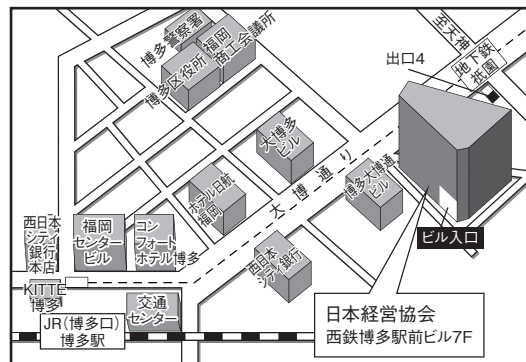 博多警察署
福岡
商工会議所
博多区役所
至天神
地下鉄
祇園
出口4
大博多
ビル
大博通り
博多大博通
ビル
ホテル日航
福岡
西日本
シティ銀行
西日本
シティ
銀行
本店
福岡
センター
ビル
コン
フォート
ホテル博多
KITTE
博多
交通
センター
JR(博多口)
博多駅
ビル入口
日本経営協会
西鉄博多駅前ビル7F